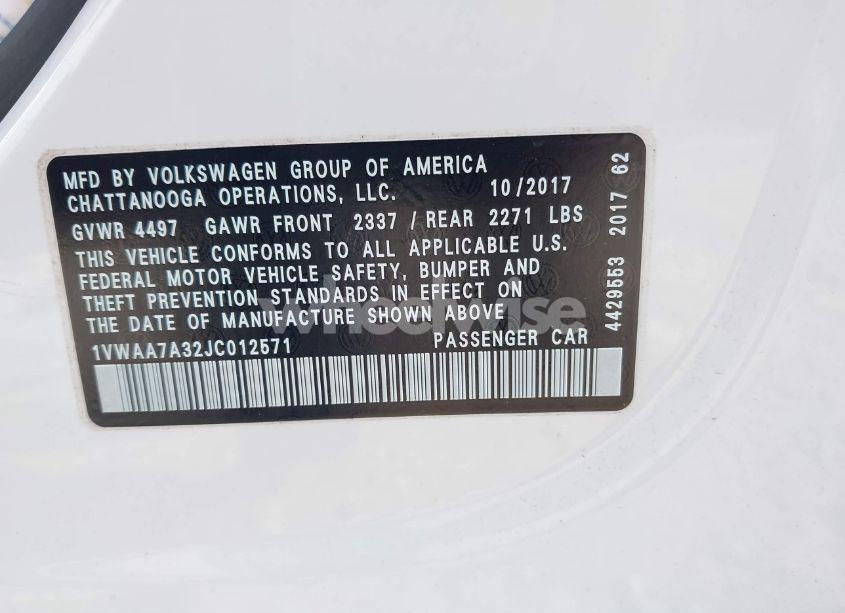 MFD BY VOLKSWAGEN GROUP OF AMERICA
CHATTANOOGA OPERATIONS, LLC. 10/2017
GVWR 4497 GAWR FRONT 2337 / REAR 2271 LBS
THIS VEHICLE CONFORMS TO ALL APPLICABLE U.S.
FEDERAL MOTOR VEHICLE SAFETY, BUMPER AND
THEFT PREVENTION STANDARDS IN EFFECT ON
THE DATE OF MANUFACTURE SHOWN ABOVE
1VWAA7A32JC012571 PASSENGER CAR
4429553 2017 62
wheelwise